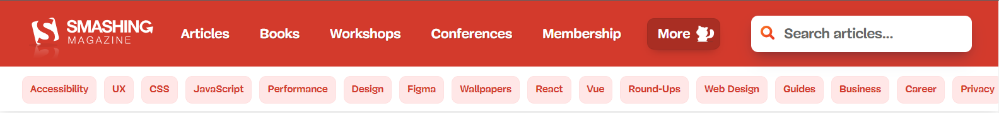 SMASHING
MAGAZINE
Articles Books Workshops Conferences Membership More Search articles...
Accessibility UX CSS JavaScript Performance Design Figma Wallpapers React Vue Round-Ups Web Design Guides Business Career Privacy